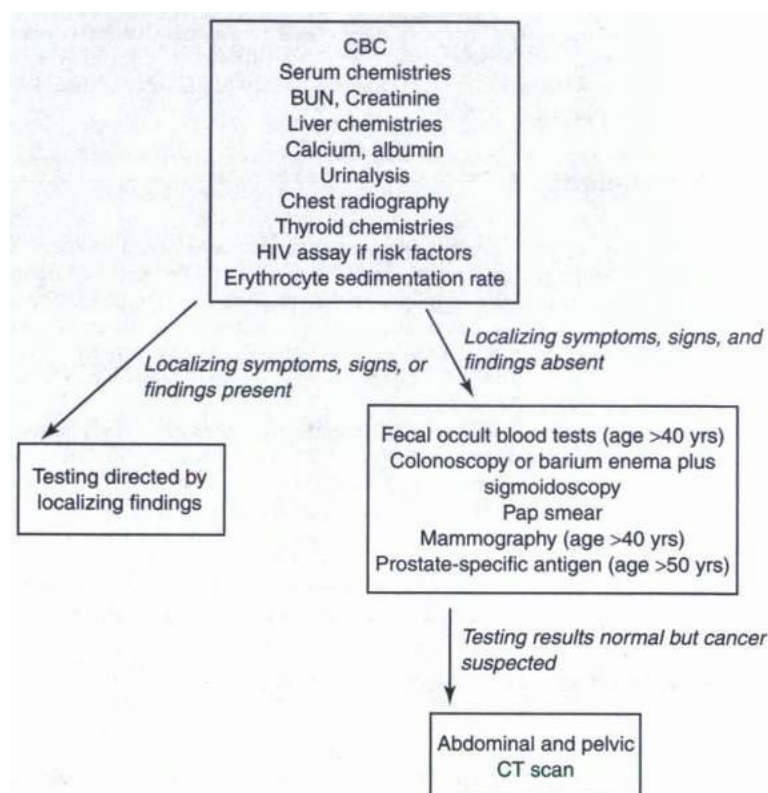 CBC
Serum chemistries
BUN, Creatinine
Liver chemistries
Calcium, albumin
Urinalysis
Chest radiography
Thyroid chemistries
HIV assay if risk factors
Erythrocyte sedimentation rate
Localizing symptoms, signs, or
findings present
Localizing symptoms, signs, and
findings absent
Testing directed by
localizing findings
Fecal occult blood tests (age >40 yrs)
Colonoscopy or barium enema plus
sigmoidoscopy
Pap smear
Mammography (age >40 yrs)
Prostate-specific antigen (age >50 yrs)
Testing results normal but cancer
suspected
Abdominal and pelvic
CT scan